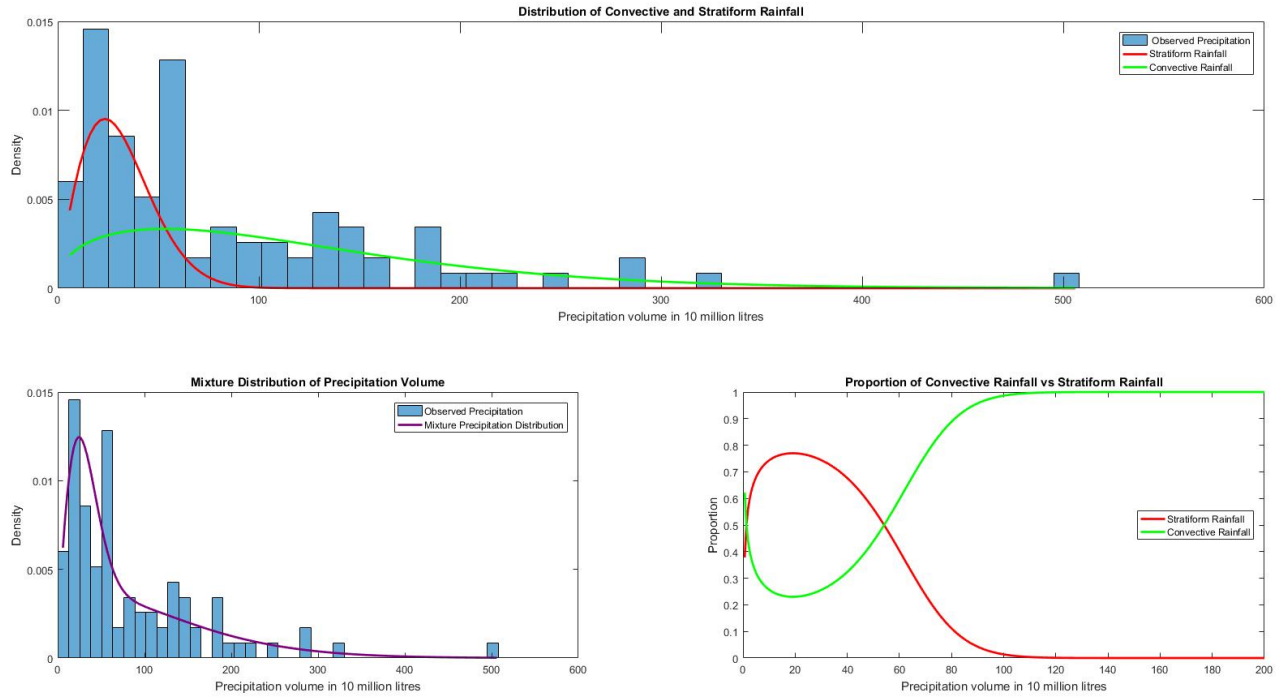 Distribution of Convective and Stratiform Rainfall
0.015
0.01
0.005
0
Density
Observed Precipitation
Stratiform Rainfall
Convective Rainfall
0 100 200 300 400 500 600
Precipitation volume in 10 million litres
Mixture Distribution of Precipitation Volume
0.015
0.01
0.005
0
Density
Observed Precipitation
Mixture Precipitation Distribution
0 100 200 300 400 500 600
Precipitation volume in 10 million litres
Proportion of Convective Rainfall vs Stratiform Rainfall
1
0.9
0.8
0.7
0.6
0.5
0.4
0.3
0.2
0.1
0
Proportion
Stratiform Rainfall
Convective Rainfall
0 20 40 60 80 100 120 140 160 180 200
Precipitation volume in 10 million litres